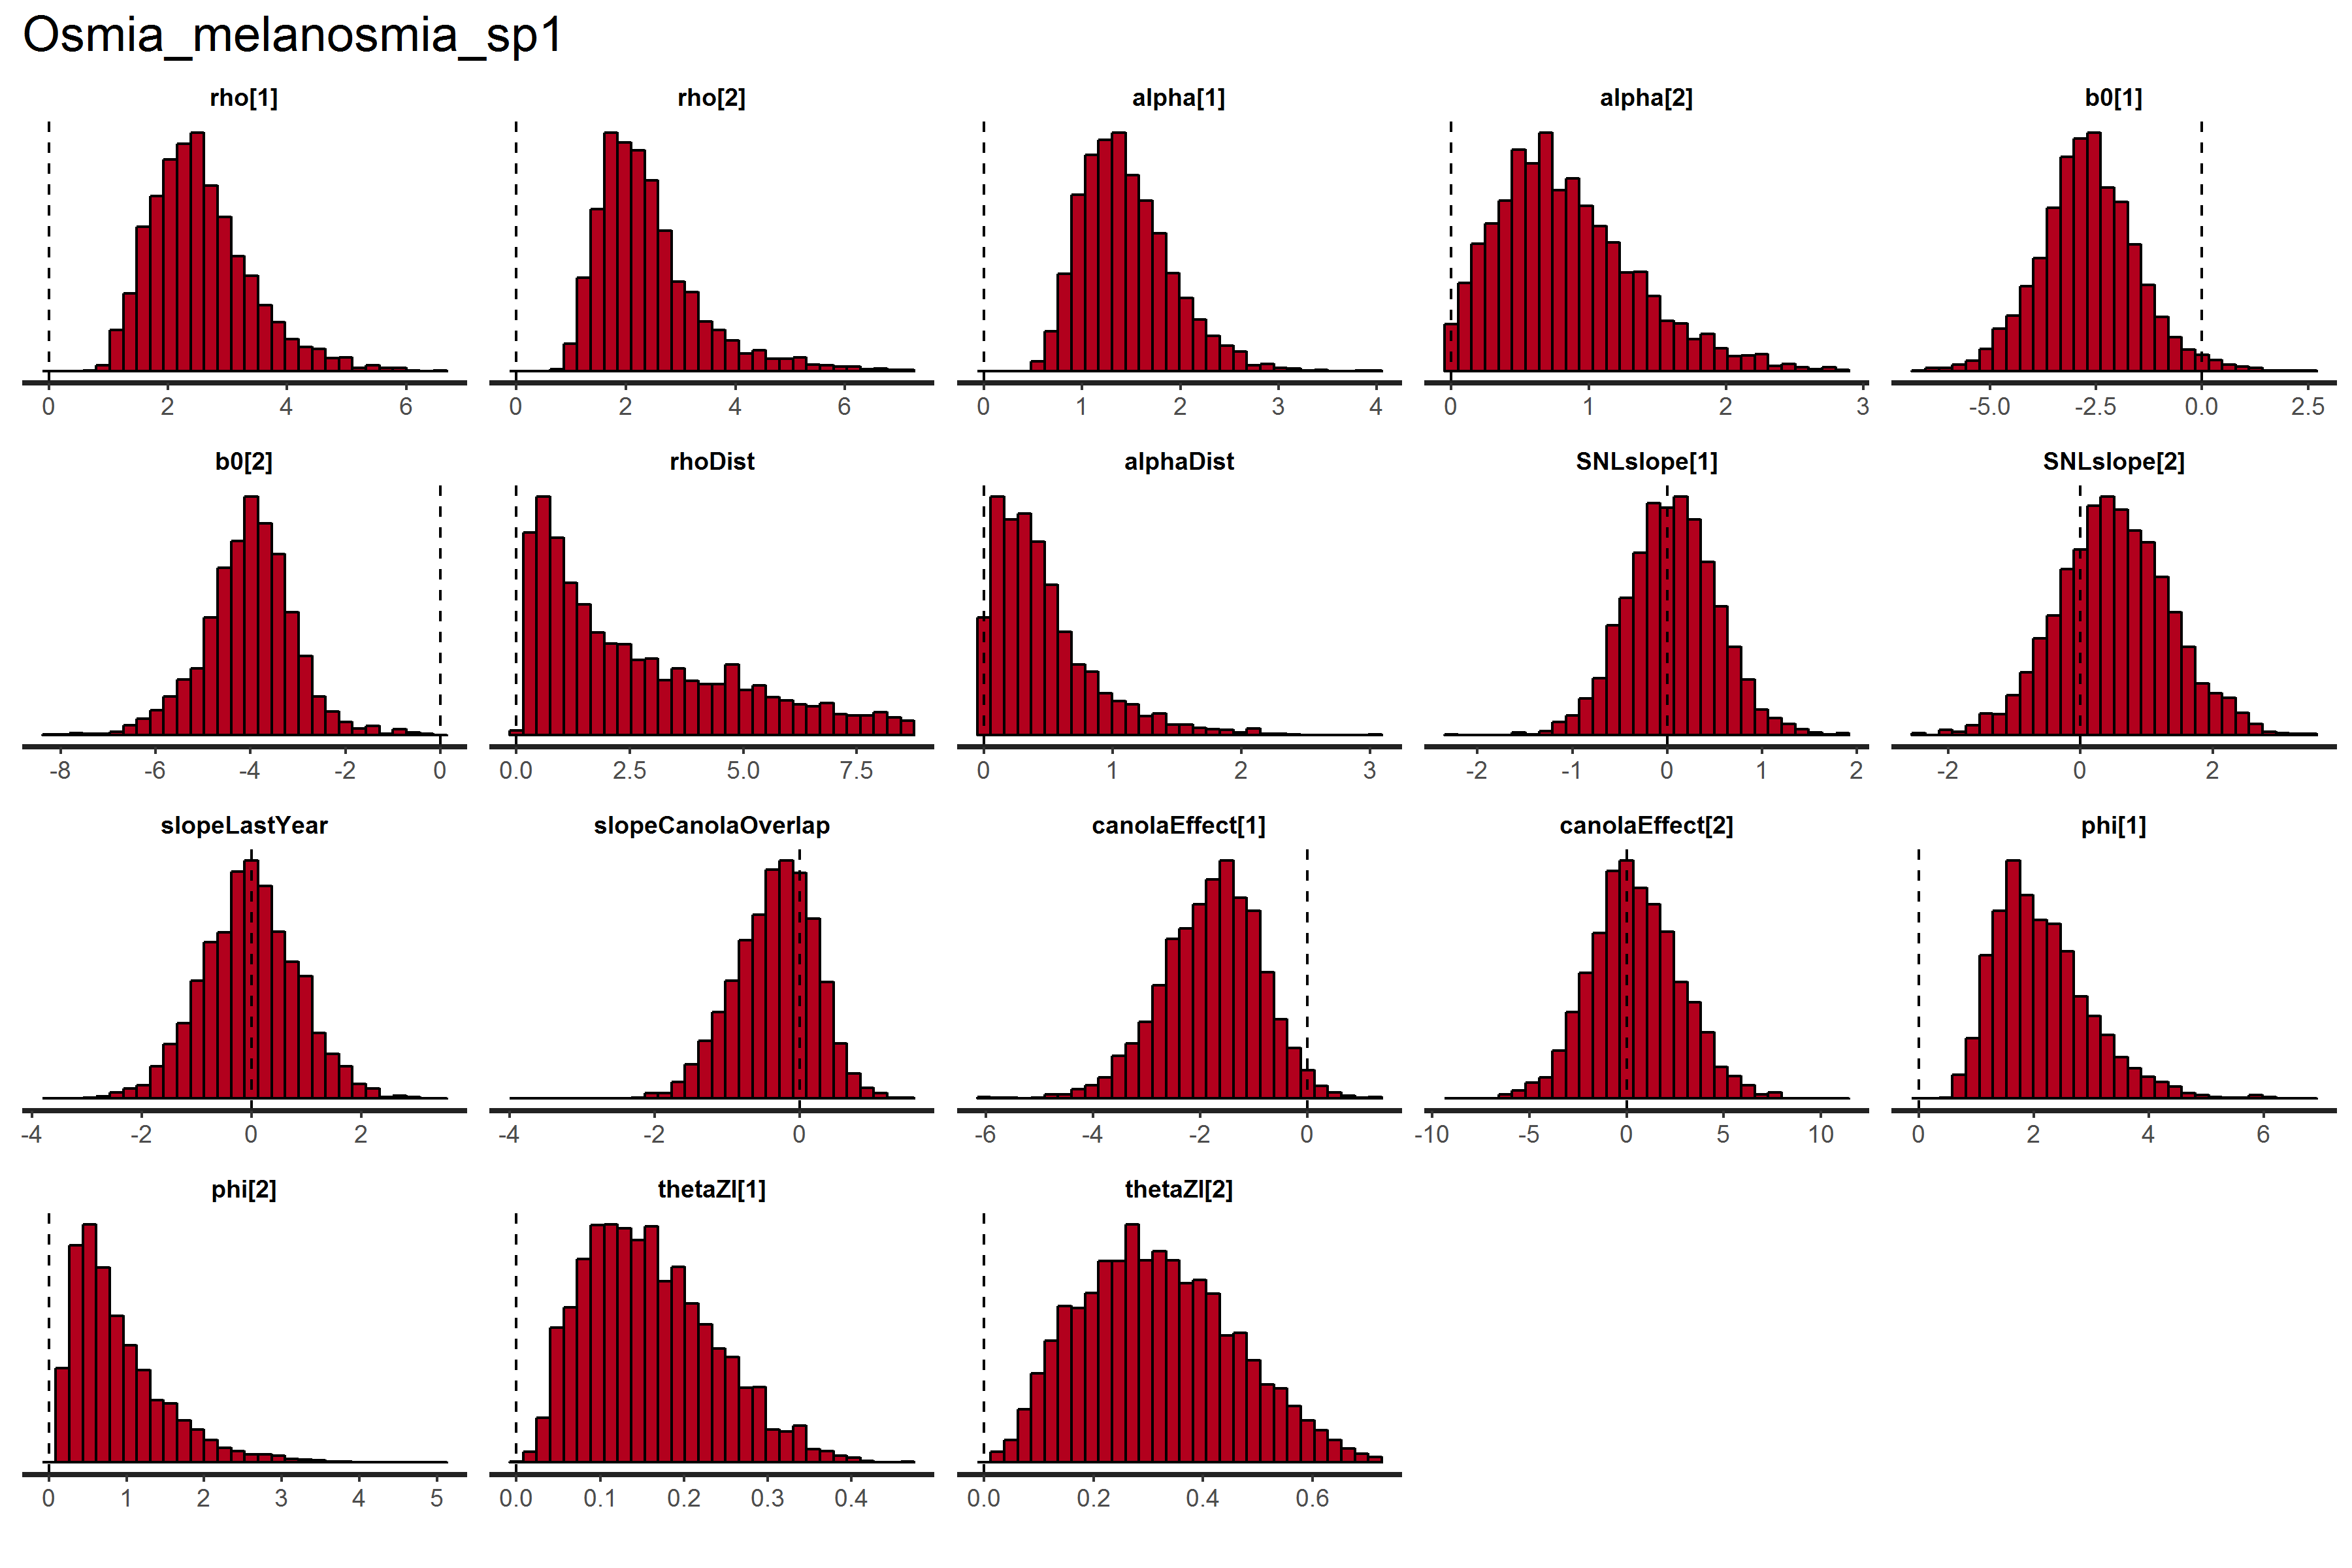 Osmia_melanosmia_sp1
rho[1] rho[2] alpha[1] alpha[2] b0[1]
0 2 4 6 0 2 4 6 0 1 2 3 4 0 1 2 3 -5.0 -2.5 0.0 2.5
b0[2] rhoDist alphaDist SNLslope[1] SNLslope[2]
-8 -6 -4 -2 0 0.0 2.5 5.0 7.5 0 1 2 3 -2 -1 0 1 2 -2 0 2
slopeLastYear slopeCanolaOverlap canolaEffect[1] canolaEffect[2] phi[1]
-4 -2 0 2 -4 -2 0 -6 -4 -2 0 -10 -5 0 5 10 0 2 4 6
phi[2] thetaZI[1] thetaZI[2]
0 1 2 3 4 5 0.0 0.1 0.2 0.3 0.4 0.0 0.2 0.4 0.6